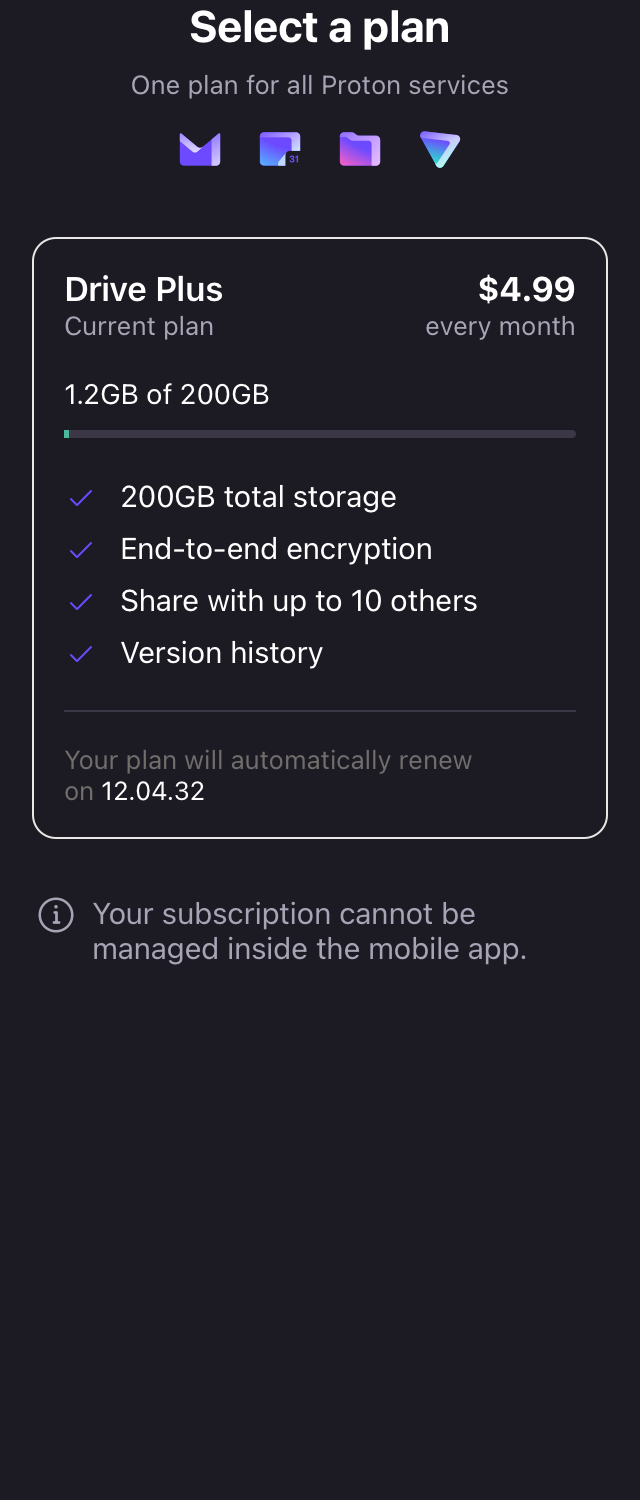 Select a plan
One plan for all Proton services
31
Drive Plus
$4.99
Current plan
every month
1.2GB of 200GB
200GB total storage
End-to-end encryption
Share with up to 10 others
Version history
Your plan will automatically renew
on 12.04.32
Your subscription cannot be
managed inside the mobile app.